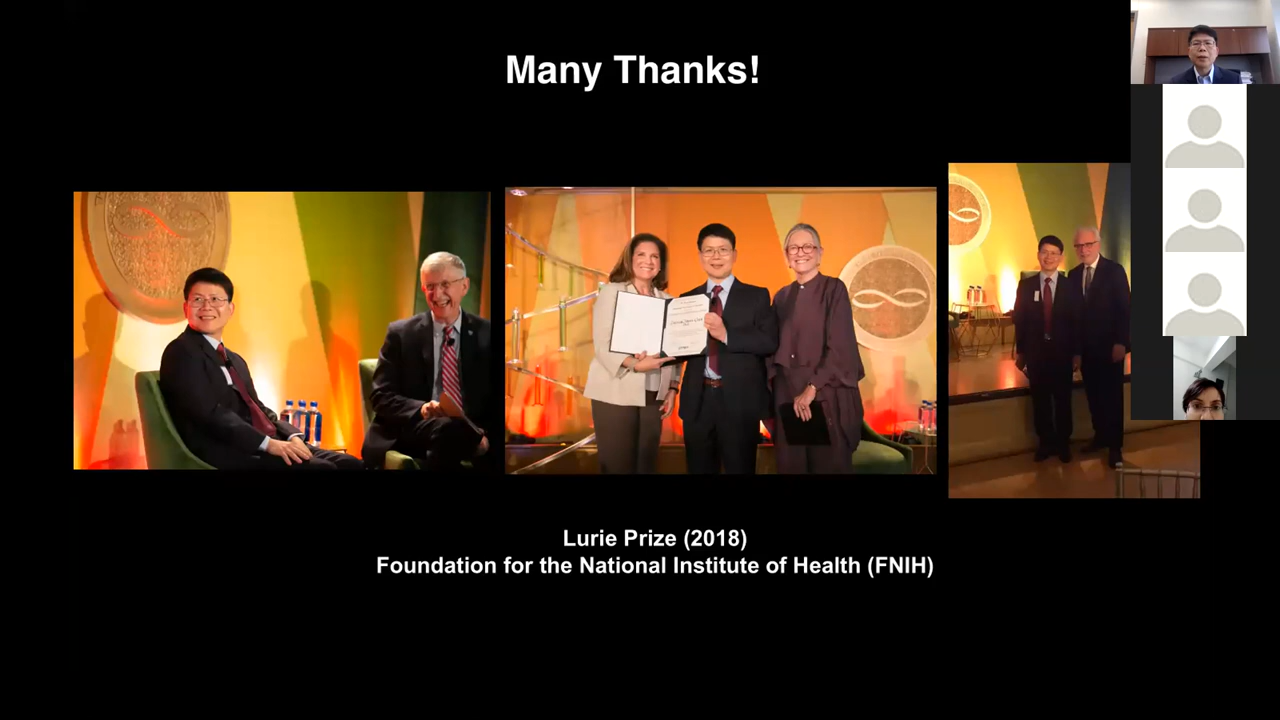 Many Thanks!
Lurie Prize (2018)
Foundation for the National Institute of Health (FNIH)